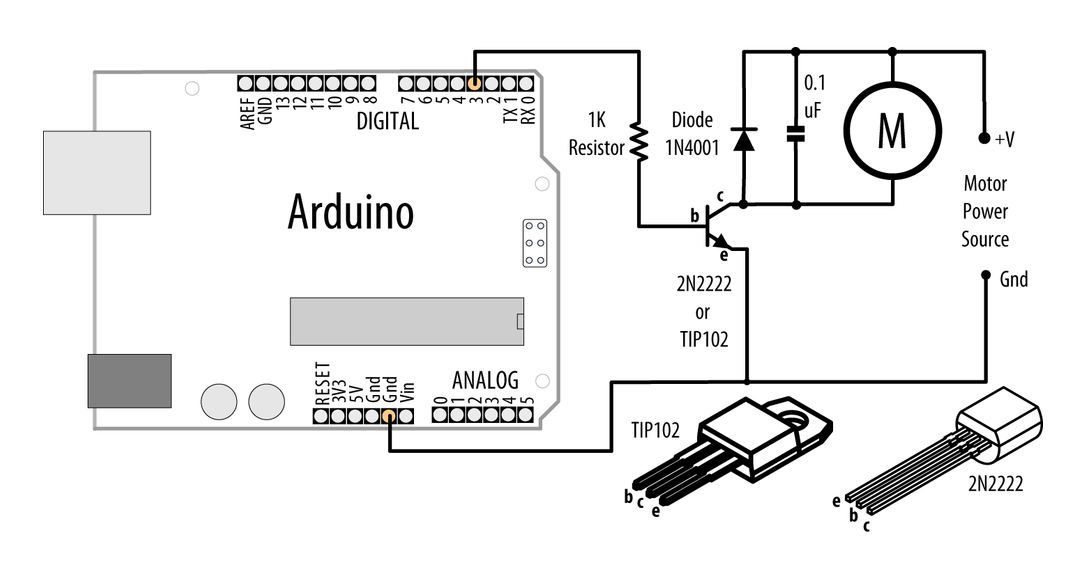 AREF
GND
13
12
11
10
9
8
7
6
5
4
3
2
TX 1
RX 0
DIGITAL
Arduino
RESET
3V3
5V
Gnd
Gnd
Vin
ANALOG
0
1
2
3
4
5
1K
Resistor
Diode
1N4001
0.1
uF
M
+V
Motor
Power
Source
Gnd
c
b
e
2N2222
or
TIP102
TIP102
b
c
e
2N2222
e
b
c